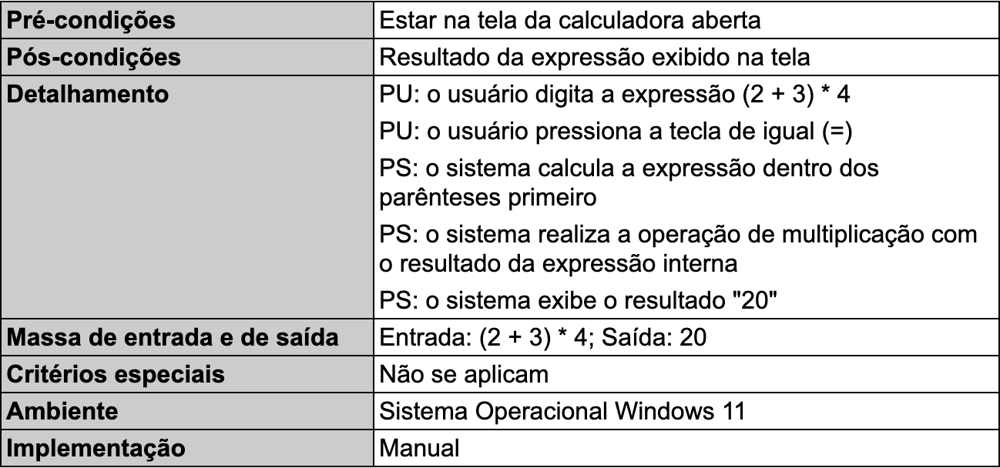 Pré-condições
Estar na tela da calculadora aberta
Pós-condições
Resultado da expressão exibido na tela
Detalhamento
PU: o usuário digita a expressão (2 + 3) * 4
PU: o usuário pressiona a tecla de igual (=)
PS: o sistema calcula a expressão dentro dos
parênteses primeiro
PS: o sistema realiza a operação de multiplicação com
o resultado da expressão interna
PS: o sistema exibe o resultado "20"
Massa de entrada e de saída
Entrada: (2 + 3) * 4; Saída: 20
Critérios especiais
Não se aplicam
Ambiente
Sistema Operacional Windows 11
Implementação
Manual